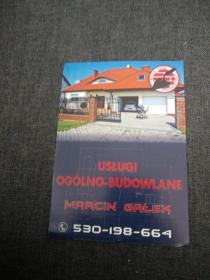 USŁUGI
OGÓLNO-BUDOWLANE
MARCIN GAŁEK
530-198-664